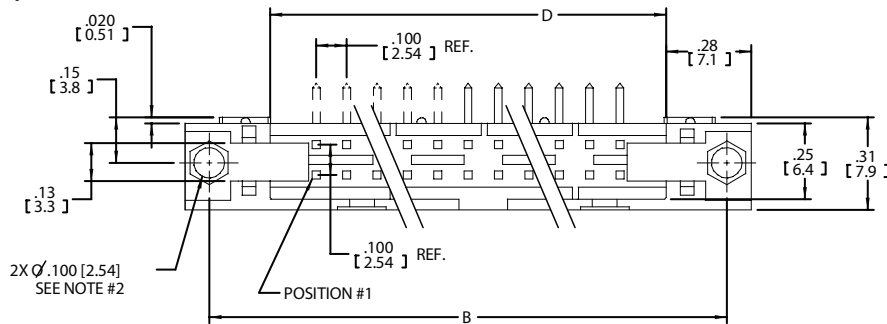 D
.020
[0.51]
.100
[2.54] REF.
.28
[7.1]
.15
[3.8]
.13
[3.3]
.25
[6.4]
.31
[7.9]
2X Ø.100 [2.54]
SEE NOTE #2
.100
[2.54] REF.
POSITION #1
B